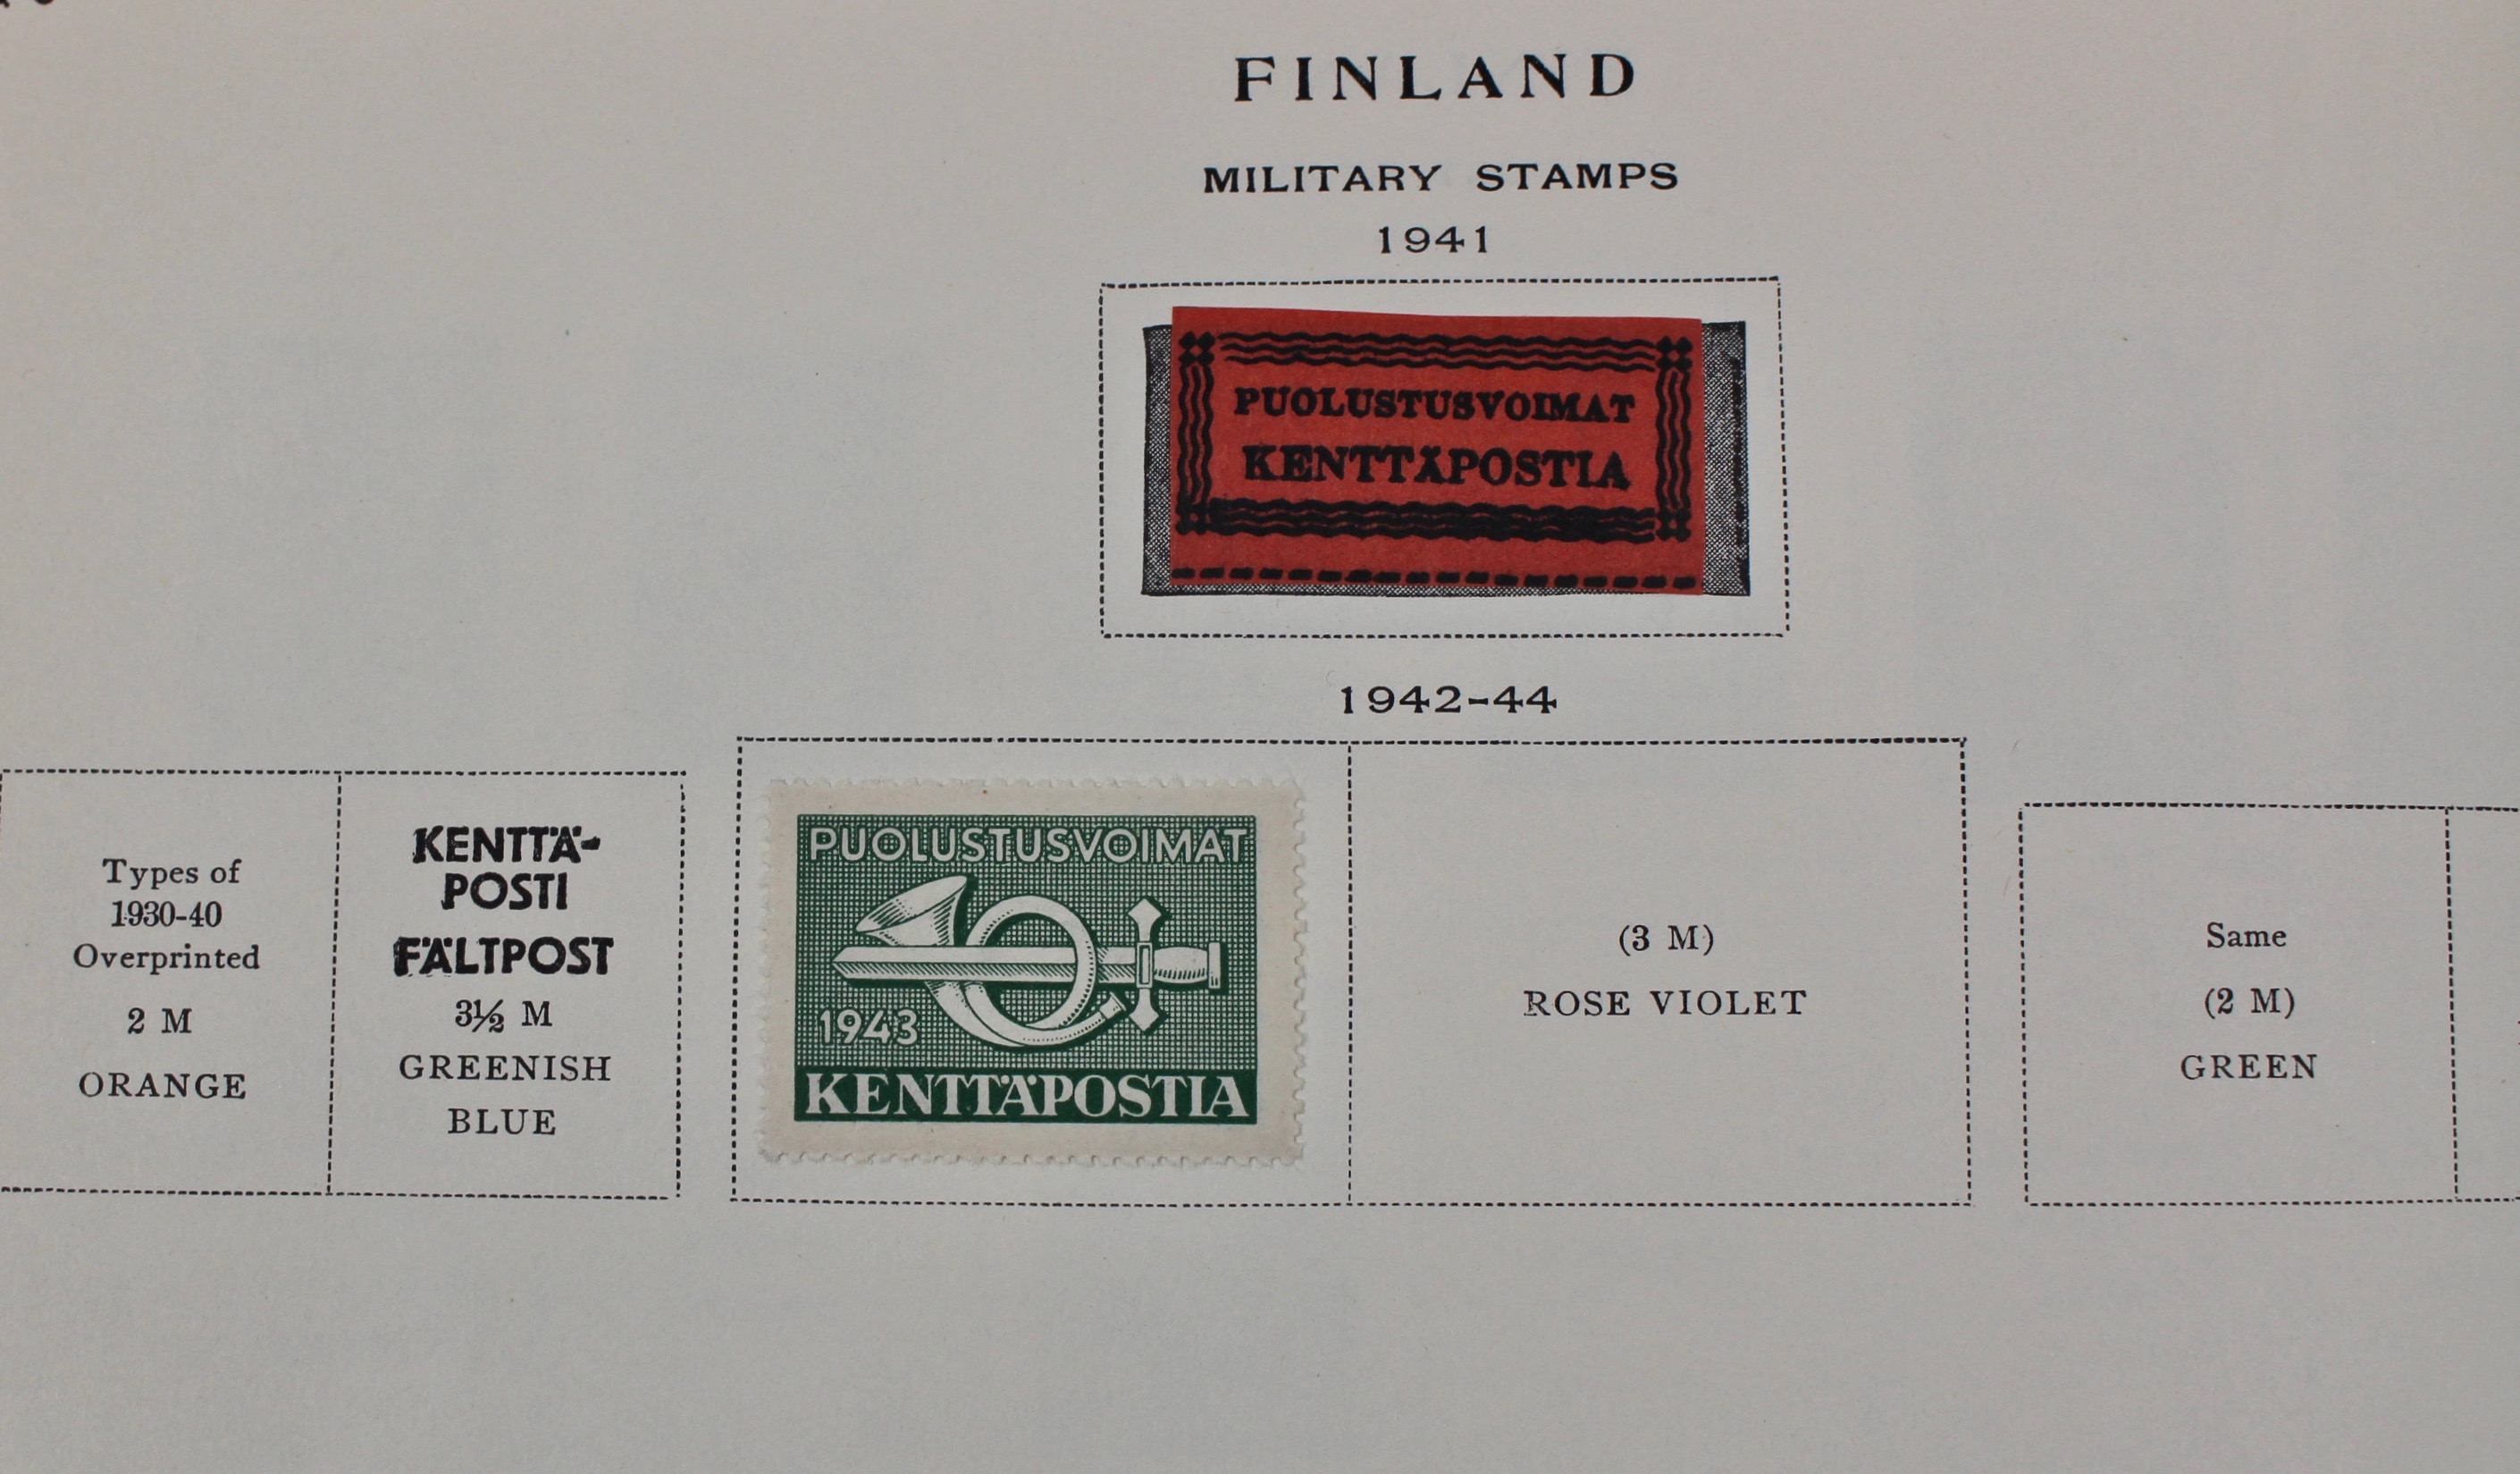 FINLAND
MILITARY STAMPS
1941
PUOLUSTUSVOIMAT
KENTTÄPOSTIA
1942-44
Types of
1930-40
Overprinted
2 M
ORANGE
KENTTÄ-
POSTI
FÄLTPOST
3½ M
GREENISH
BLUE
PUOLUSTUSVOIMAT
1943
KENTTÄPOSTIA
(3 M)
ROSE VIOLET
Same
(2 M)
GREEN